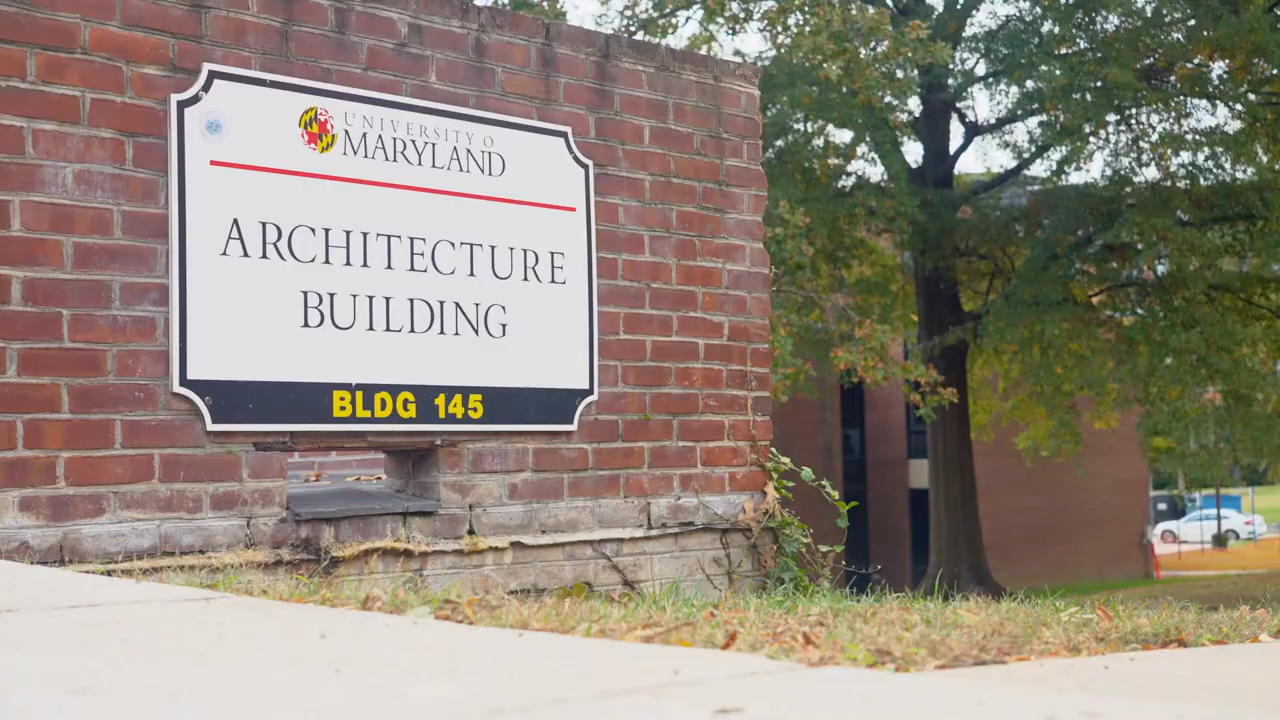 UNIVERSITY O
MARYLAND
ARCHITECTURE
BUILDING
BLDG 145